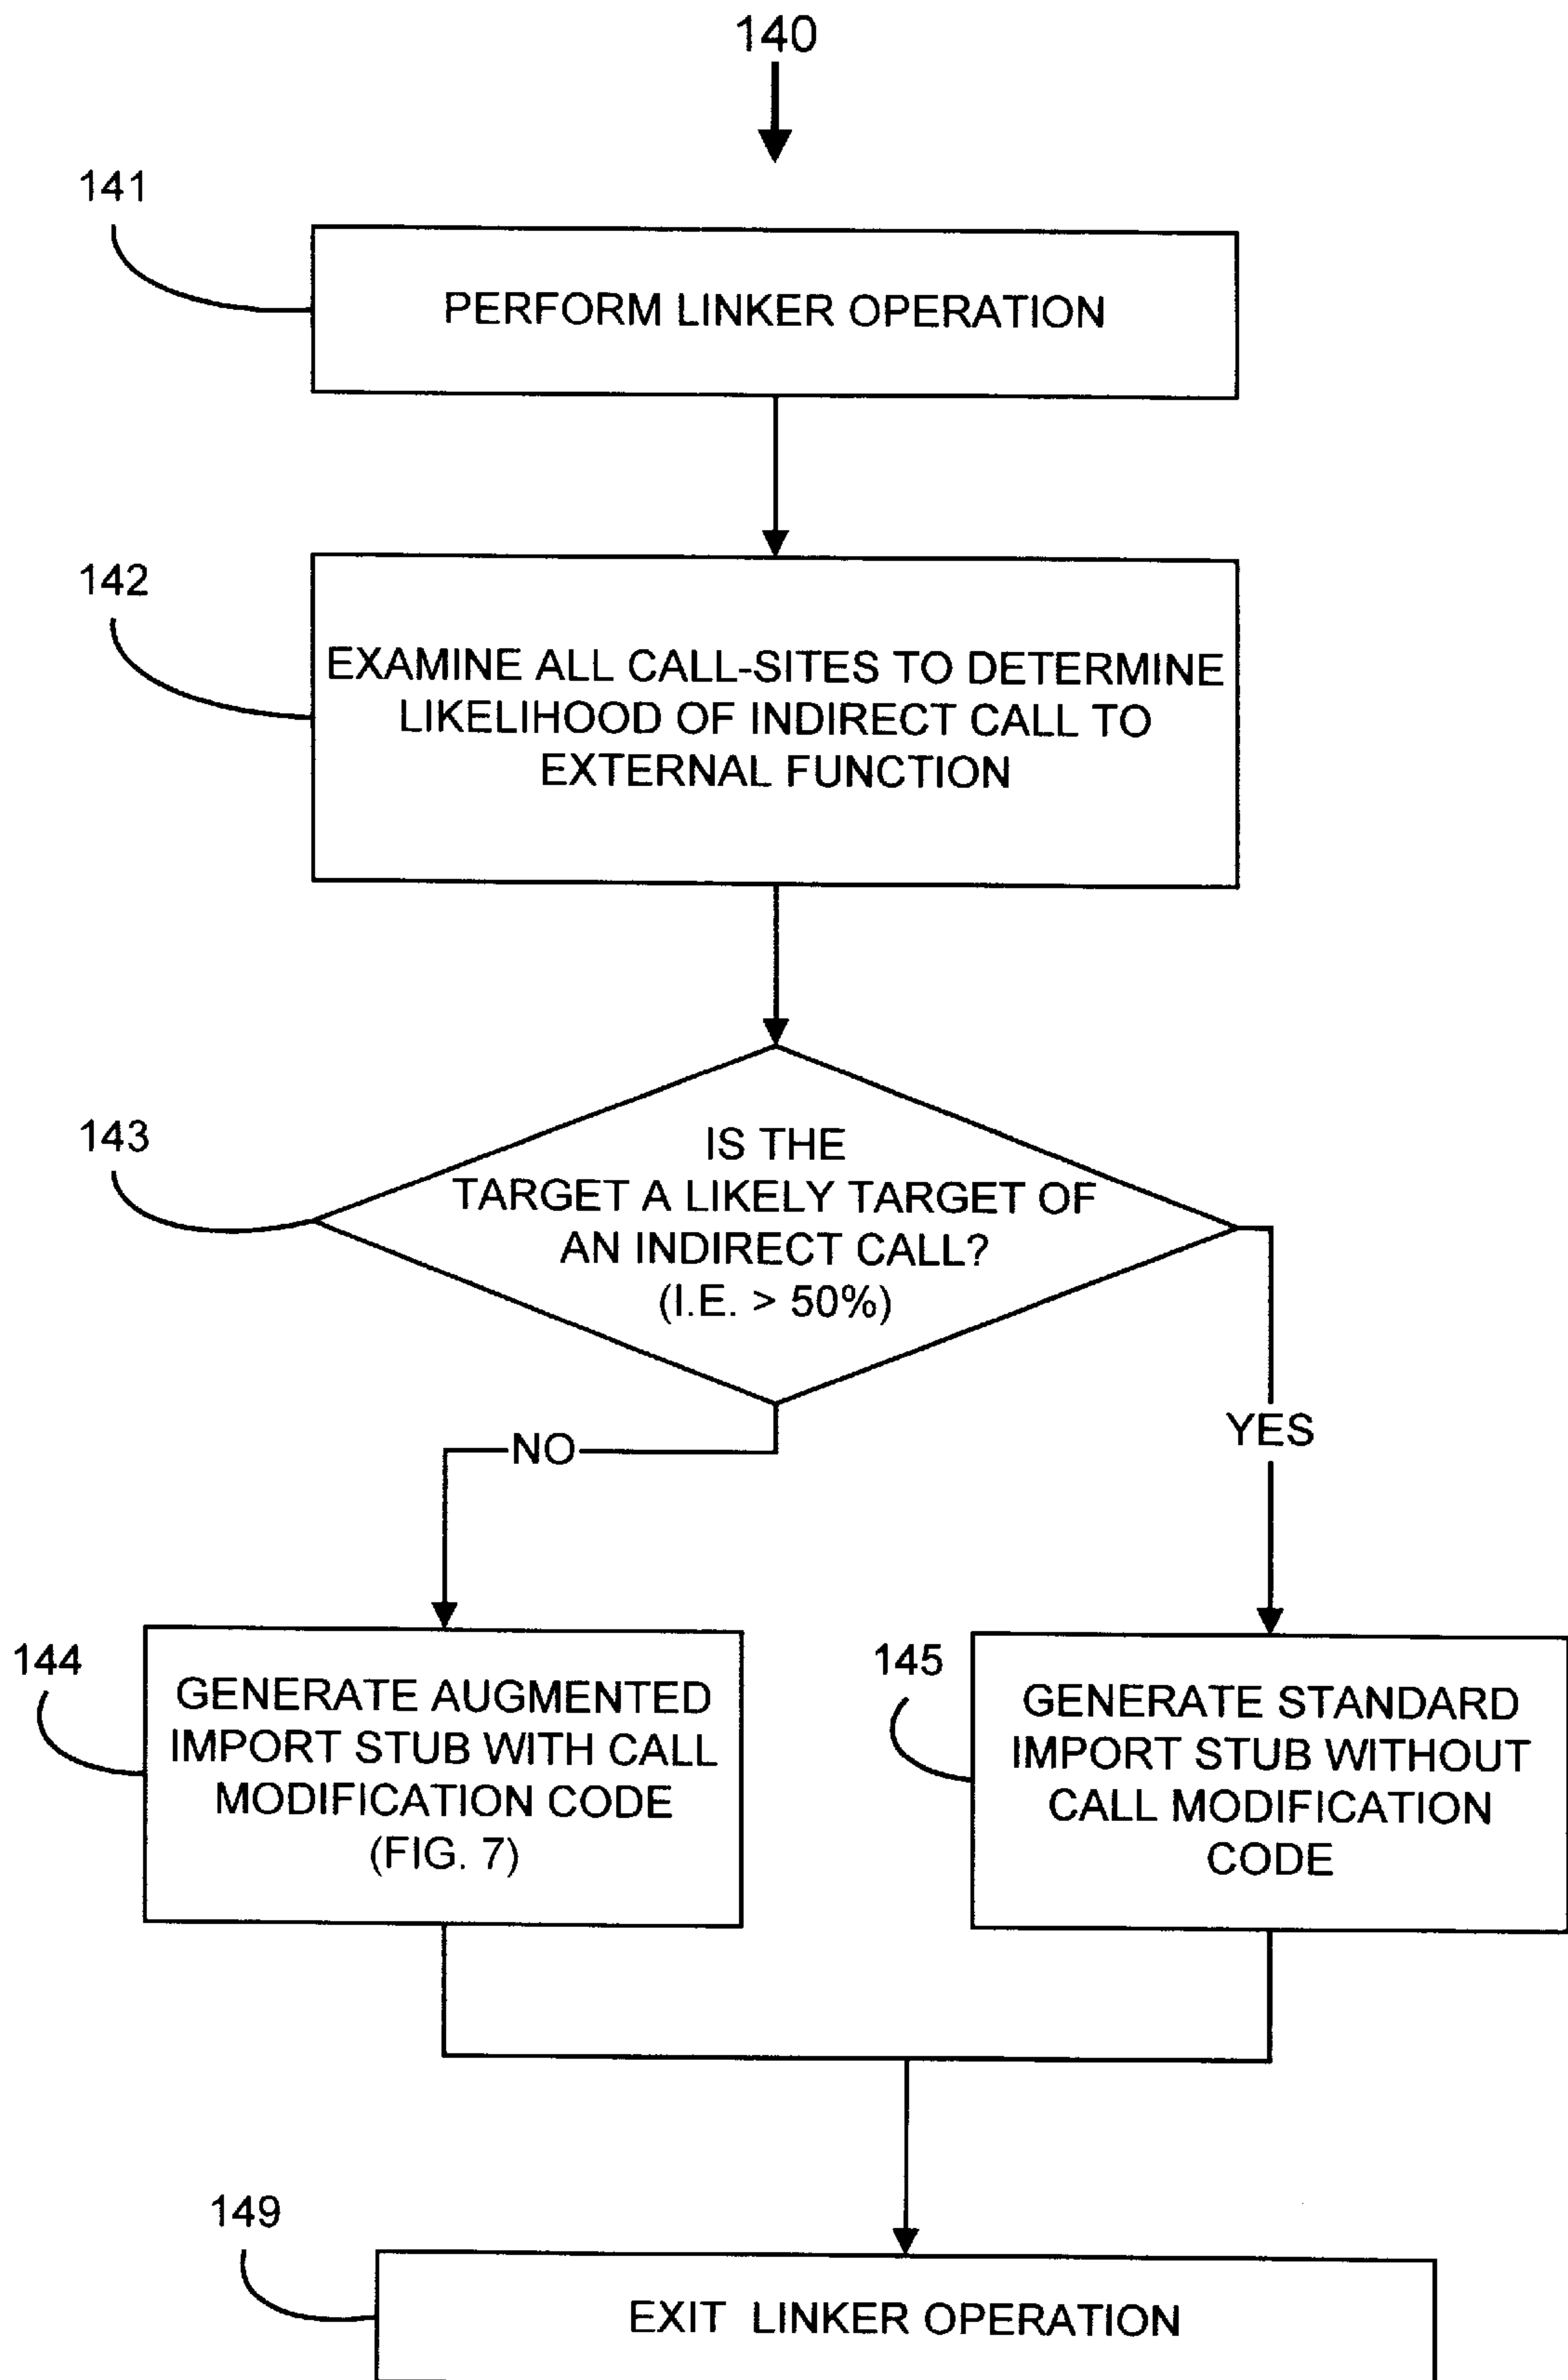 140
141
PERFORM LINKER OPERATION
142
EXAMINE ALL CALL-SITES TO DETERMINE
LIKELIHOOD OF INDIRECT CALL TO
EXTERNAL FUNCTION
143
IS THE
TARGET A LIKELY TARGET OF
AN INDIRECT CALL?
(I.E. > 50%)
NO
YES
144
GENERATE AUGMENTED
IMPORT STUB WITH CALL
MODIFICATION CODE
(FIG. 7)
145
GENERATE STANDARD
IMPORT STUB WITHOUT
CALL MODIFICATION
CODE
149
EXIT LINKER OPERATION